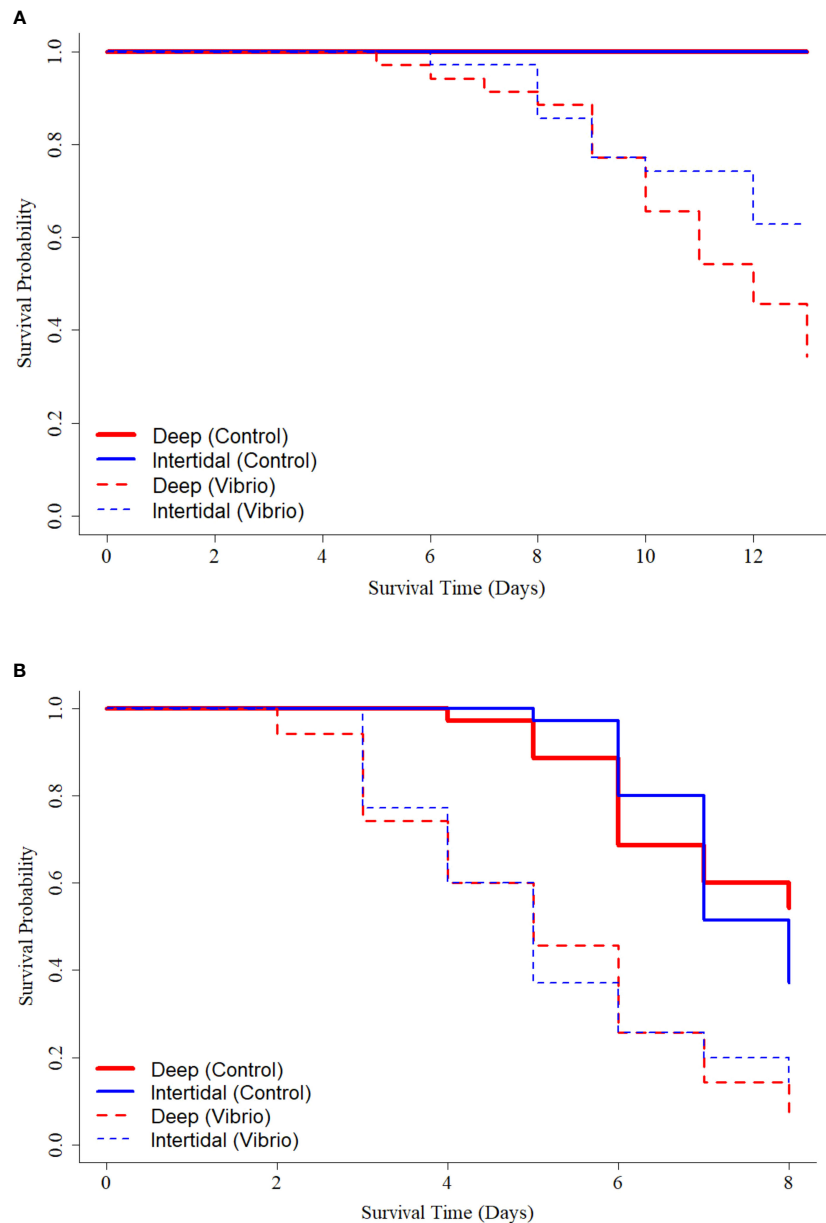 A
1.0
0.8
0.6
0.4
0.2
0.0
Survival Probability
Deep (Control)
Intertidal (Control)
Deep (Vibrio)
Intertidal (Vibrio)
0 2 4 6 8 10 12
Survival Time (Days)
B
1.0
0.8
0.6
0.4
0.2
0.0
Survival Probability
Deep (Control)
Intertidal (Control)
Deep (Vibrio)
Intertidal (Vibrio)
0 2 4 6 8
Survival Time (Days)